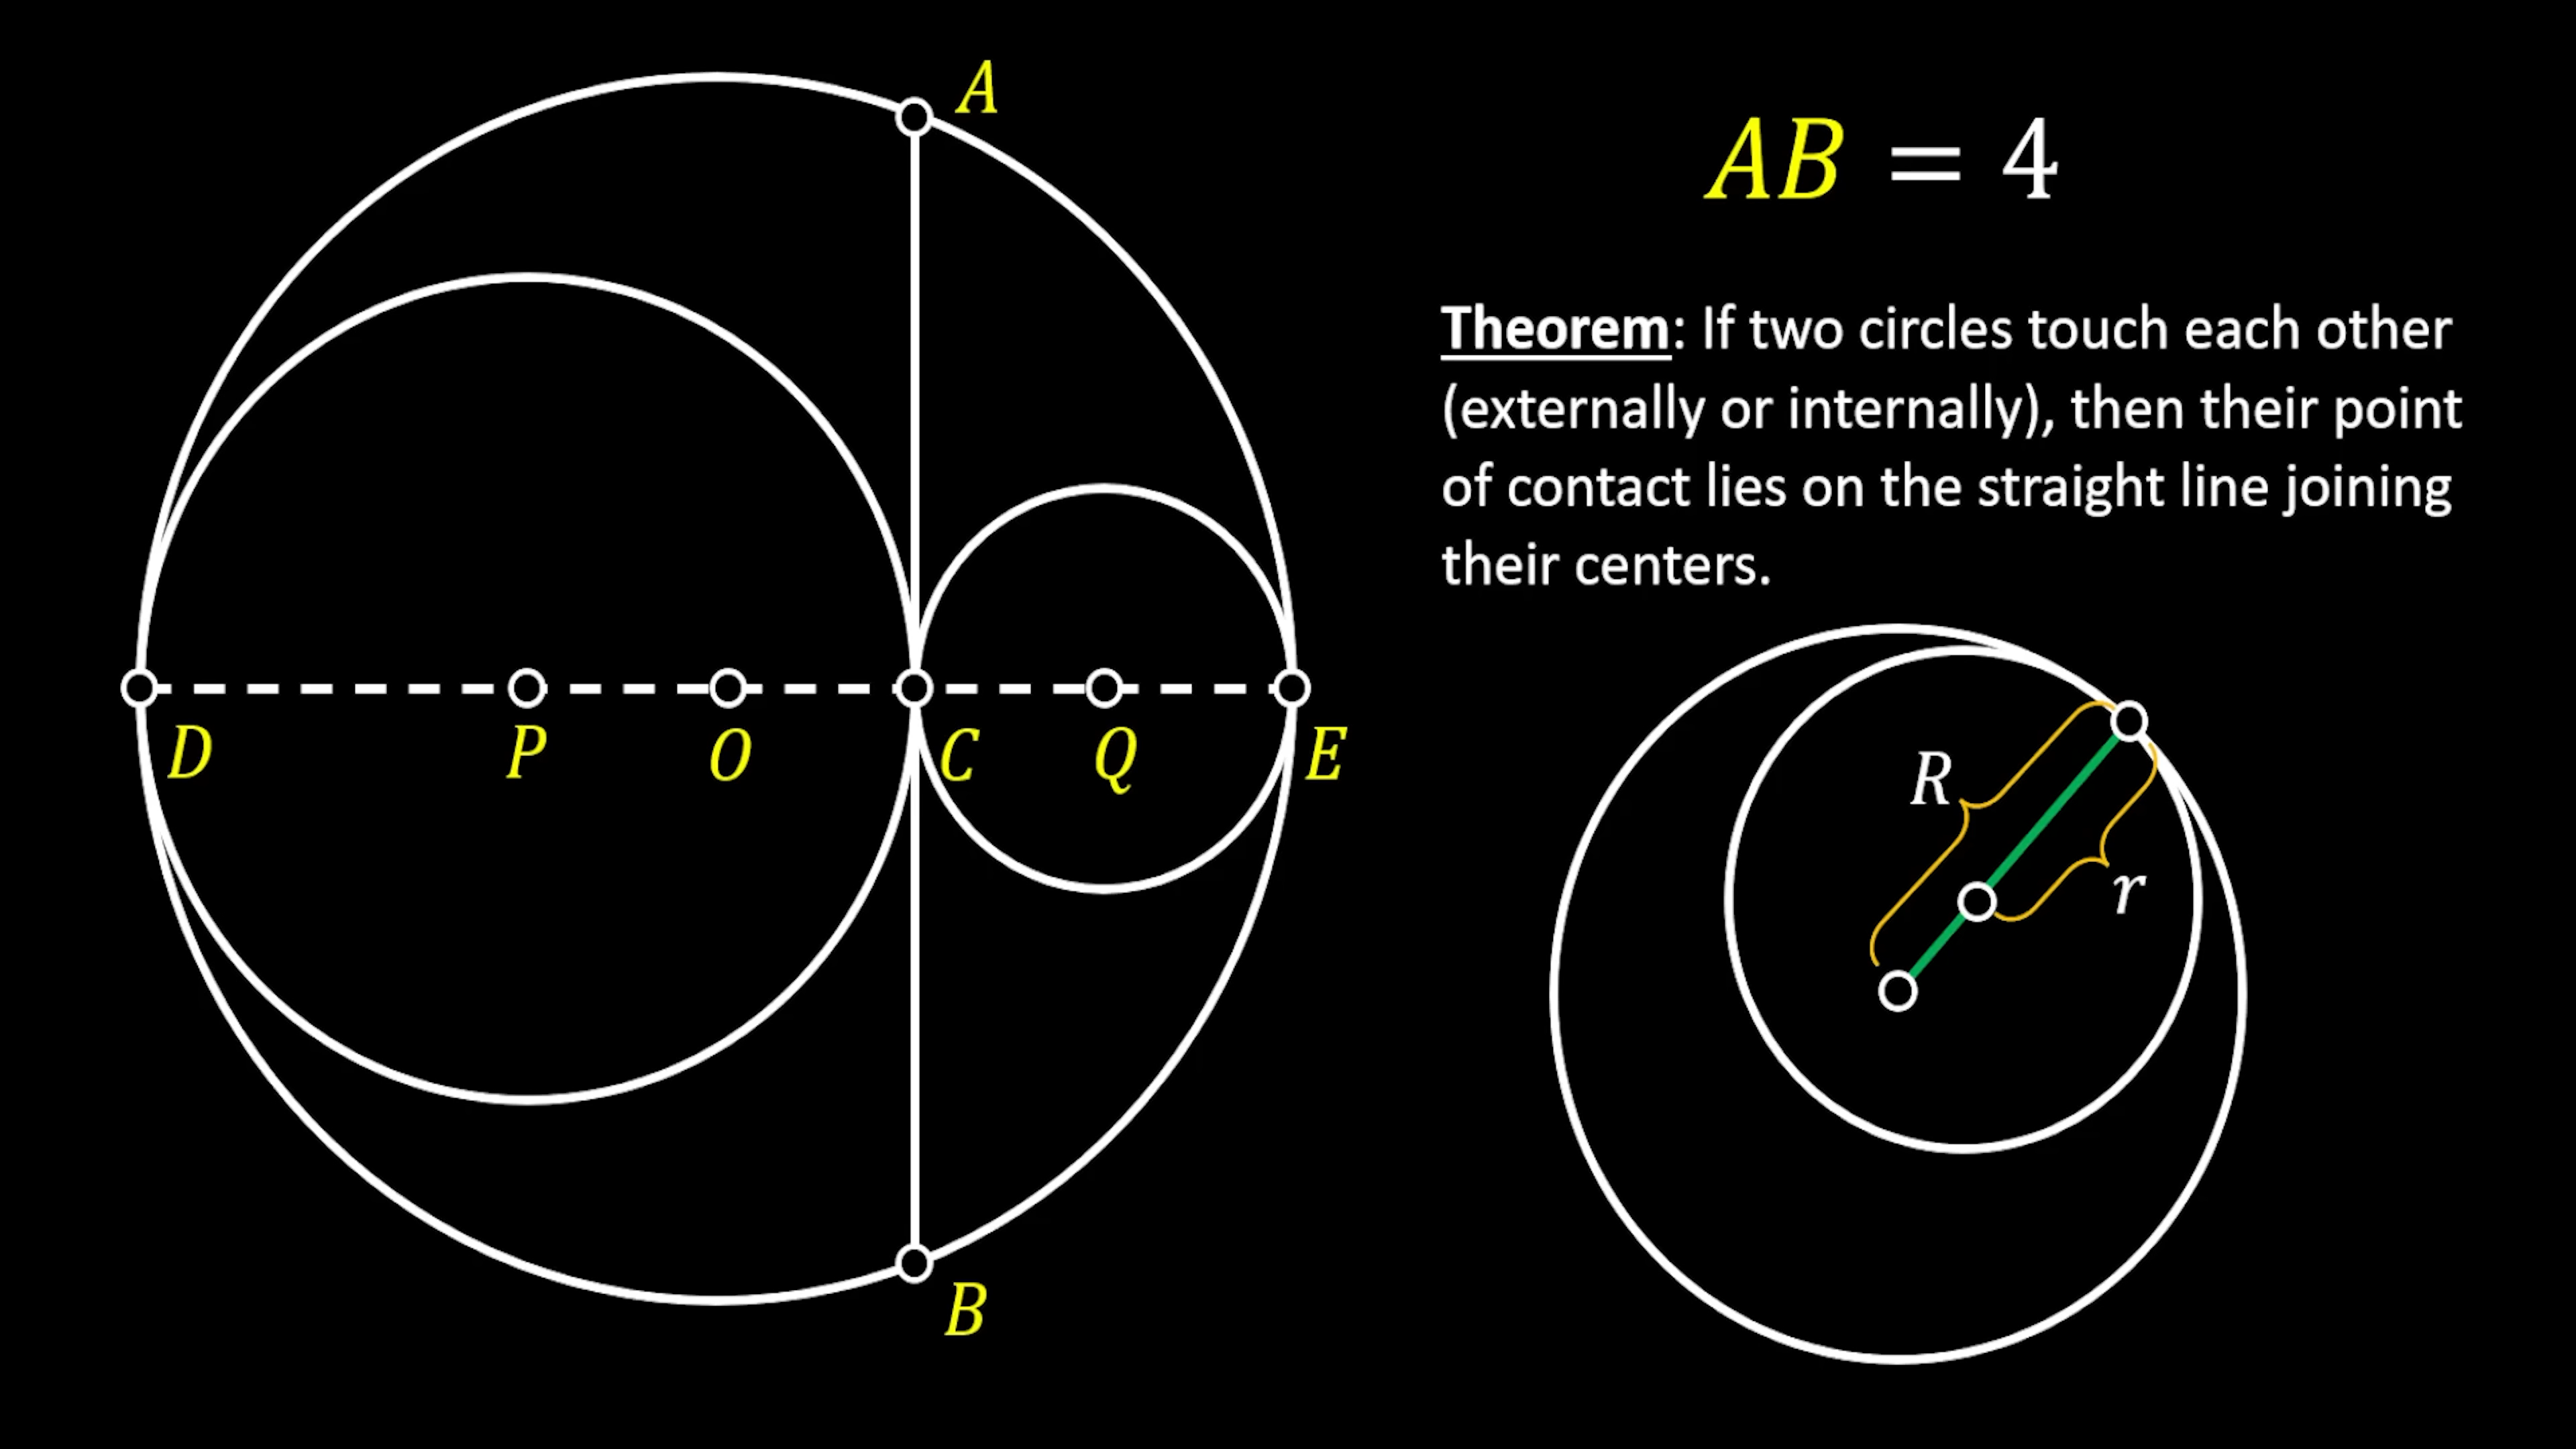 A
AB = 4
Theorem: If two circles touch each other
(externally or internally), then their point
of contact lies on the straight line joining
their centers.
D P O C Q E
R
r
B